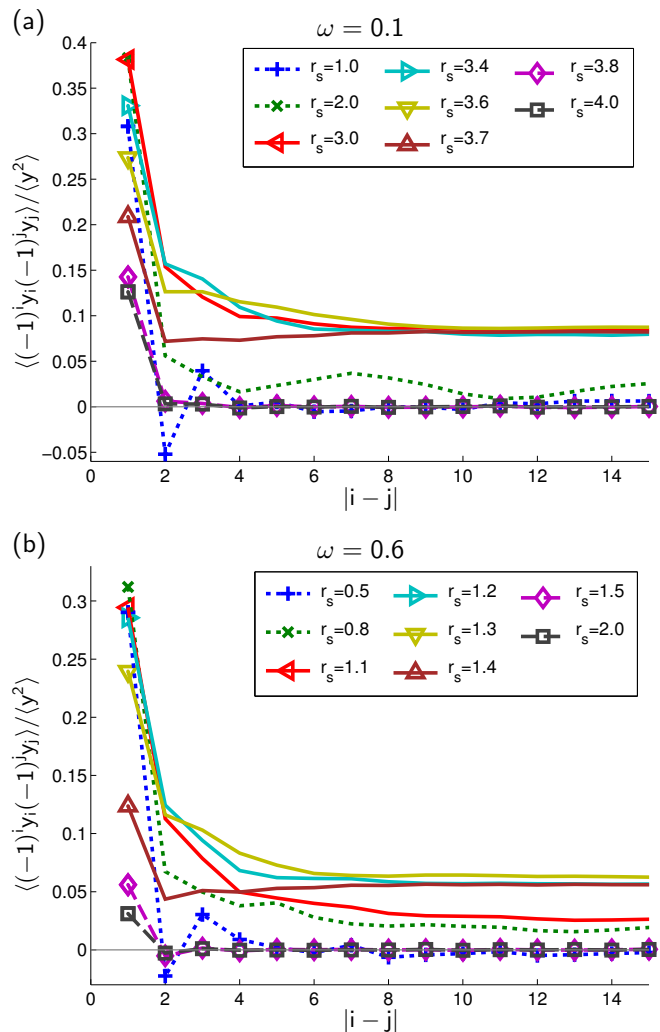 (a)
ω = 0.1
0.4
0.35
0.3
0.25
0.2
0.15
0.1
0.05
0
−0.05
⟨(−1)^i y_i (−1)^j y_j⟩/⟨y²⟩
r_s=1.0
r_s=2.0
r_s=3.0
r_s=3.4
r_s=3.6
r_s=3.7
r_s=3.8
r_s=4.0
0 2 4 6 8 10 12 14
|i − j|
(b)
ω = 0.6
0.3
0.25
0.2
0.15
0.1
0.05
0
⟨(−1)^i y_i (−1)^j y_j⟩/⟨y²⟩
r_s=0.5
r_s=0.8
r_s=1.1
r_s=1.2
r_s=1.3
r_s=1.4
r_s=1.5
r_s=2.0
0 2 4 6 8 10 12 14
|i − j|